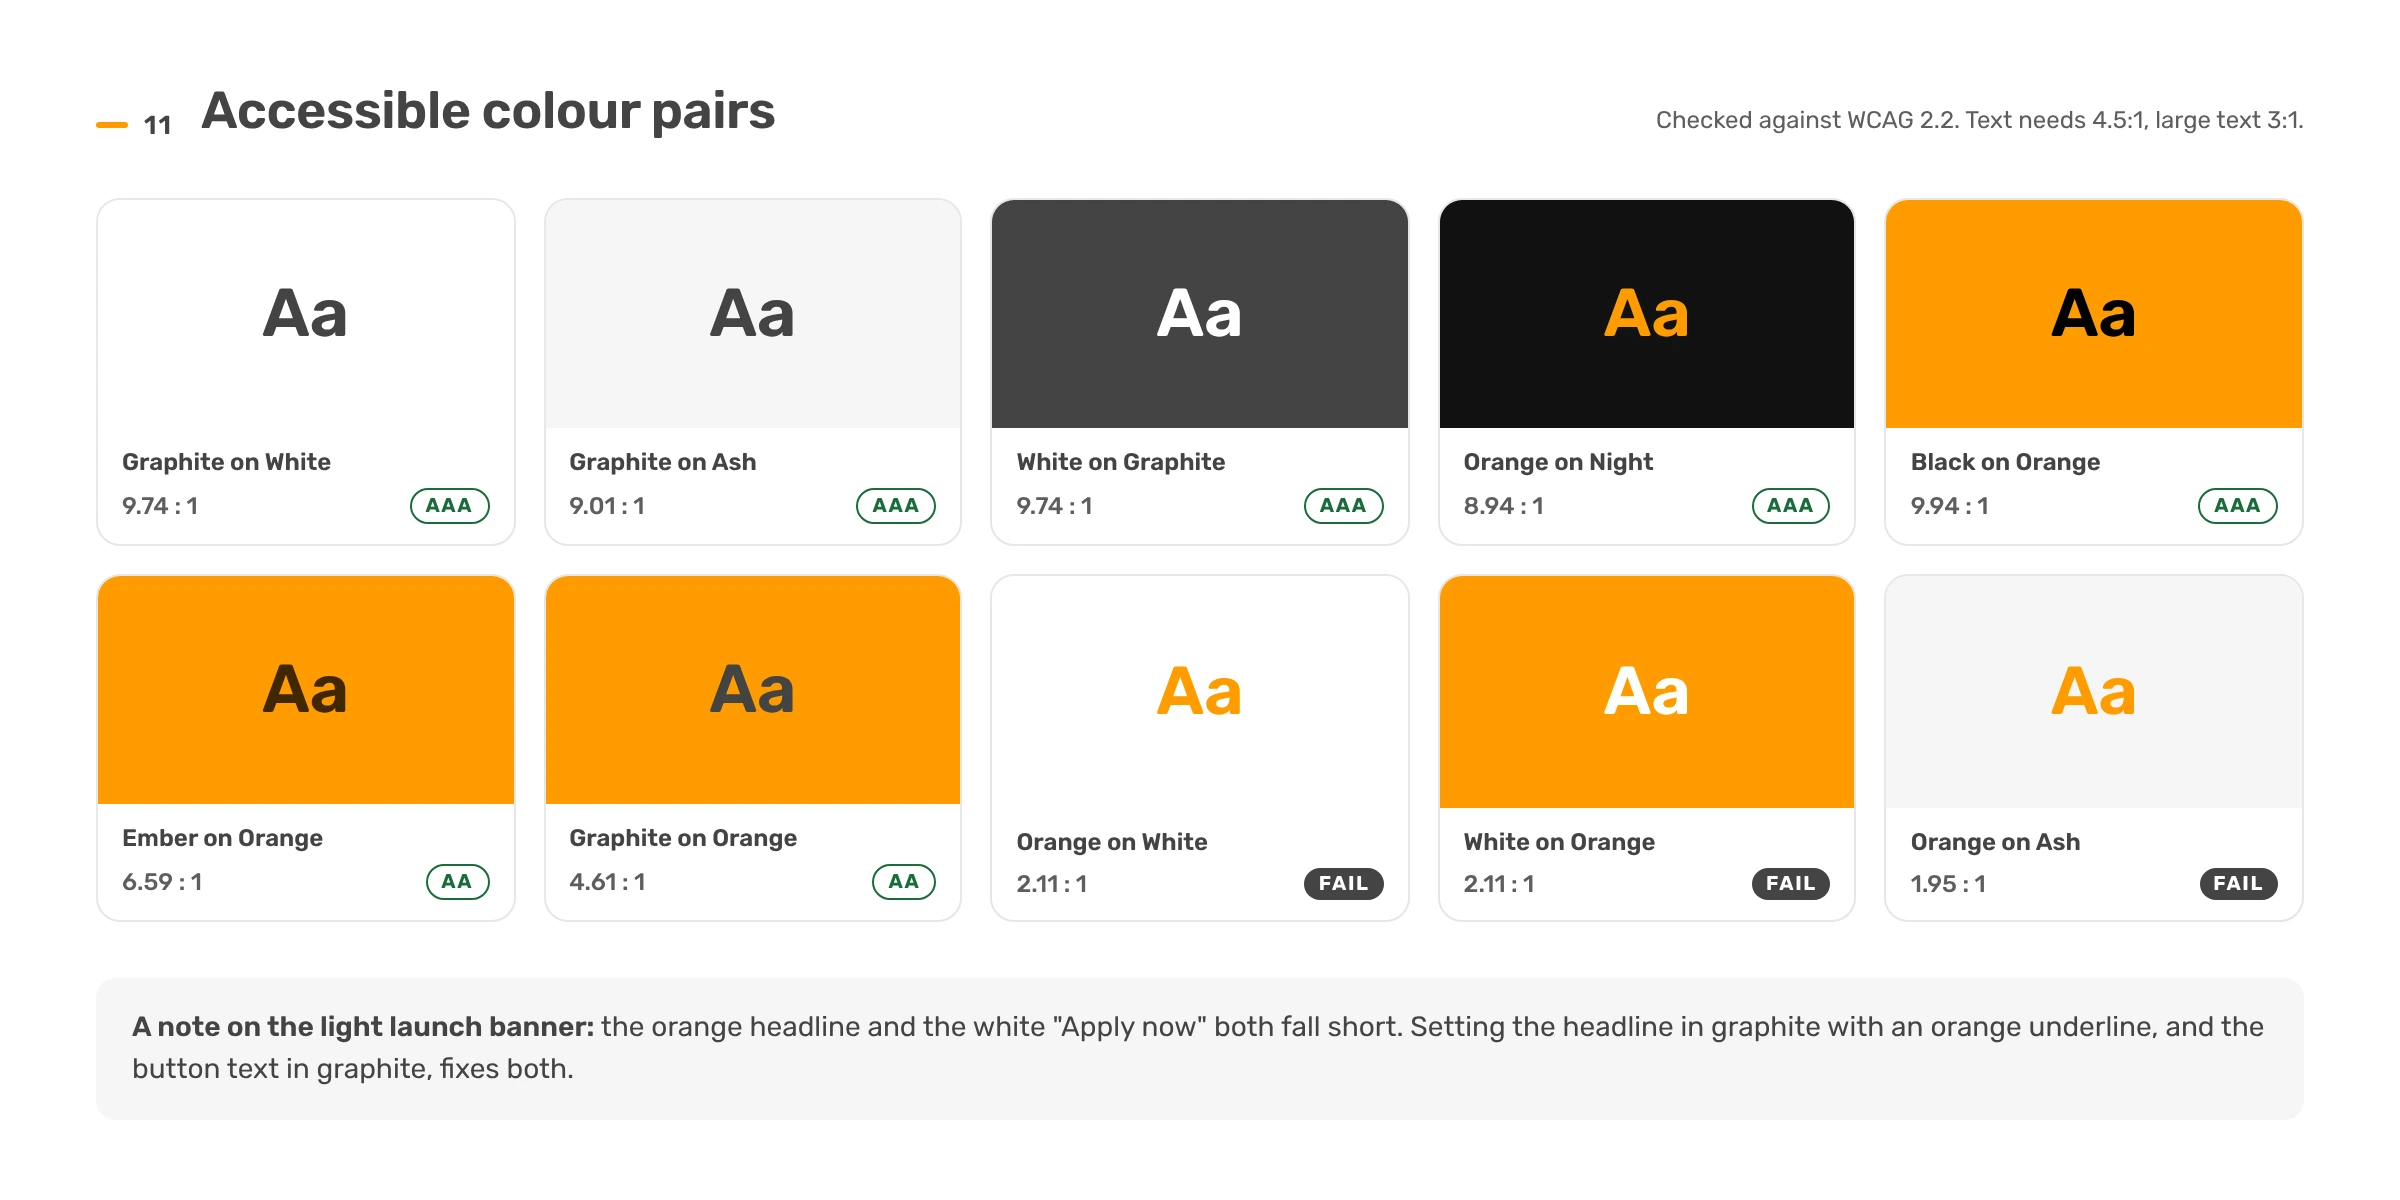 11 Accessible colour pairs
Checked against WCAG 2.2. Text needs 4.5:1, large text 3:1.
Aa
Graphite on White
9.74 : 1 AAA
Aa
Graphite on Ash
9.01 : 1 AAA
Aa
White on Graphite
9.74 : 1 AAA
Aa
Orange on Night
8.94 : 1 AAA
Aa
Black on Orange
9.94 : 1 AAA
Aa
Ember on Orange
6.59 : 1 AA
Aa
Graphite on Orange
4.61 : 1 AA
Aa
Orange on White
2.11 : 1 FAIL
Aa
White on Orange
2.11 : 1 FAIL
Aa
Orange on Ash
1.95 : 1 FAIL
A note on the light launch banner: the orange headline and the white "Apply now" both fall short. Setting the headline in graphite with an orange underline, and the
button text in graphite, fixes both.